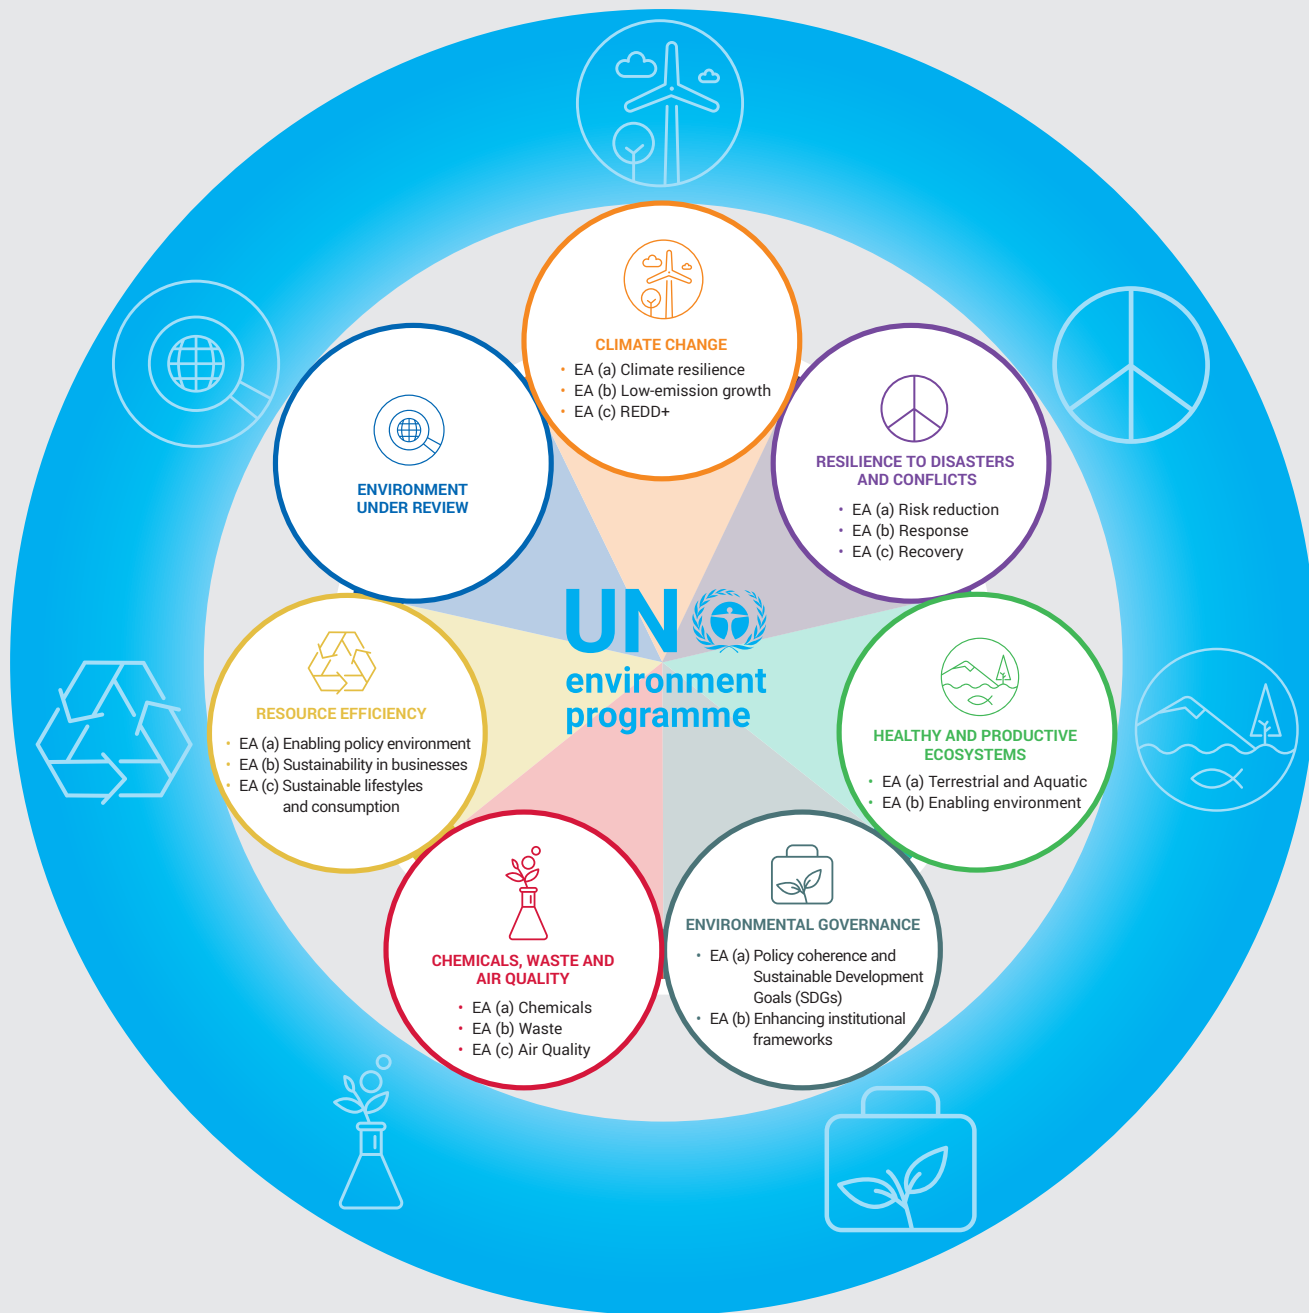 CLIMATE CHANGE
• EA (a) Climate resilience
• EA (b) Low-emission growth
• EA (c) REDD+
RESILIENCE TO DISASTERS
AND CONFLICTS
• EA (a) Risk reduction
• EA (b) Response
• EA (c) Recovery
HEALTHY AND PRODUCTIVE
ECOSYSTEMS
• EA (a) Terrestrial and Aquatic
• EA (b) Enabling environment
ENVIRONMENTAL GOVERNANCE
• EA (a) Policy coherence and
Sustainable Development
Goals (SDGs)
• EA (b) Enhancing institutional
frameworks
CHEMICALS, WASTE AND
AIR QUALITY
• EA (a) Chemicals
• EA (b) Waste
• EA (c) Air Quality
RESOURCE EFFICIENCY
• EA (a) Enabling policy environment
• EA (b) Sustainability in businesses
• EA (c) Sustainable lifestyles
and consumption
ENVIRONMENT
UNDER REVIEW
UN
environment
programme